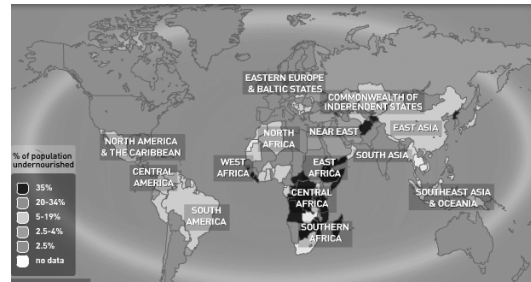 EASTERN EUROPE
& BALTIC STATES
COMMONWEALTH OF
INDEPENDENT STATES
NORTH AMERICA
& THE CARIBBEAN
NORTH
AFRICA
NEAR EAST
EAST ASIA
% of population
undernourished
35%
20-34%
5-19%
2.5-4%
2.5%
no data
CENTRAL
AMERICA
WEST
AFRICA
EAST
AFRICA
SOUTH ASIA
SOUTH
AMERICA
CENTRAL
AFRICA
SOUTHEAST ASIA
& OCEANIA
SOUTHERN
AFRICA